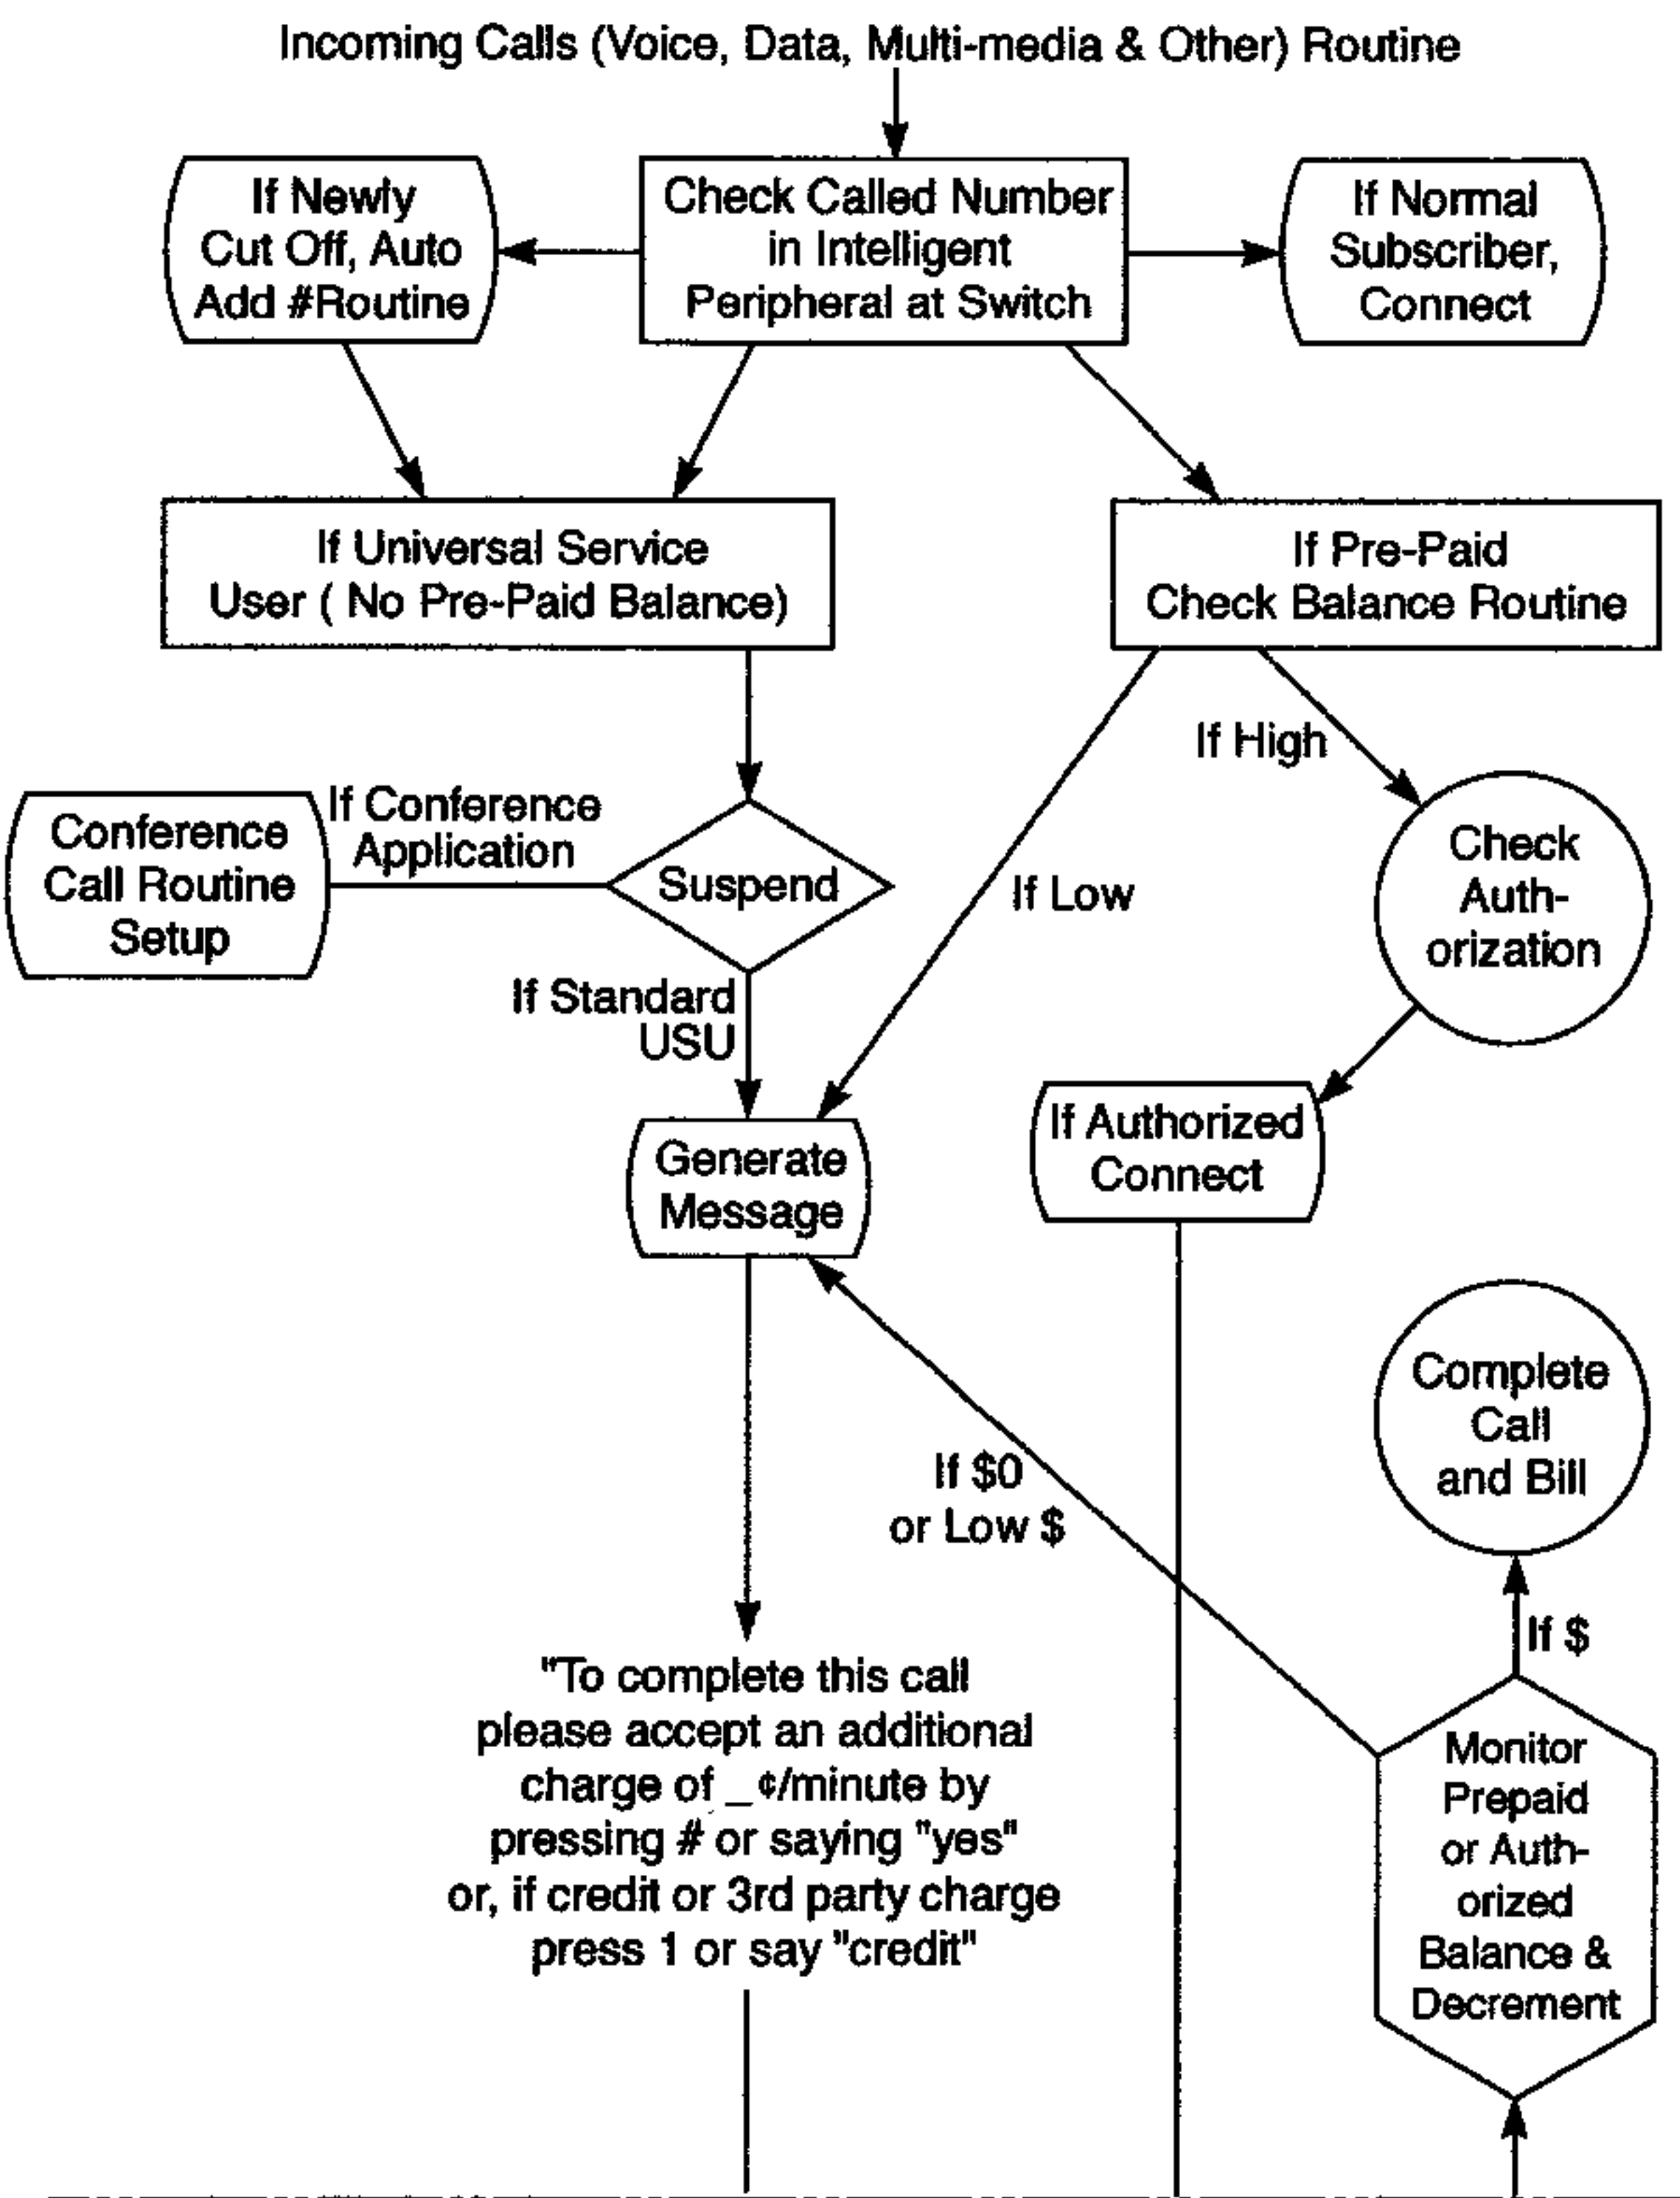 Incoming Calls (Voice, Data, Multi-media & Other) Routine
If Newly
Cut Off, Auto
Add #Routine
Check Called Number
in Intelligent
Peripheral at Switch
If Normal
Subscriber,
Connect
If Universal Service
User ( No Pre-Paid Balance)
If Pre-Paid
Check Balance Routine
If High
If Low
Conference
Call Routine
Setup
If Conference
Application
Suspend
Check
Auth-
orization
If Standard
USU
Generate
Message
If Authorized
Connect
If $0
or Low $
Complete
Call
and Bill
If $
"To complete this call
please accept an additional
charge of _ ¢/minute by
pressing # or saying "yes"
or, if credit or 3rd party charge
press 1 or say "credit"
Monitor
Prepaid
or Auth-
orized
Balance &
Decrement